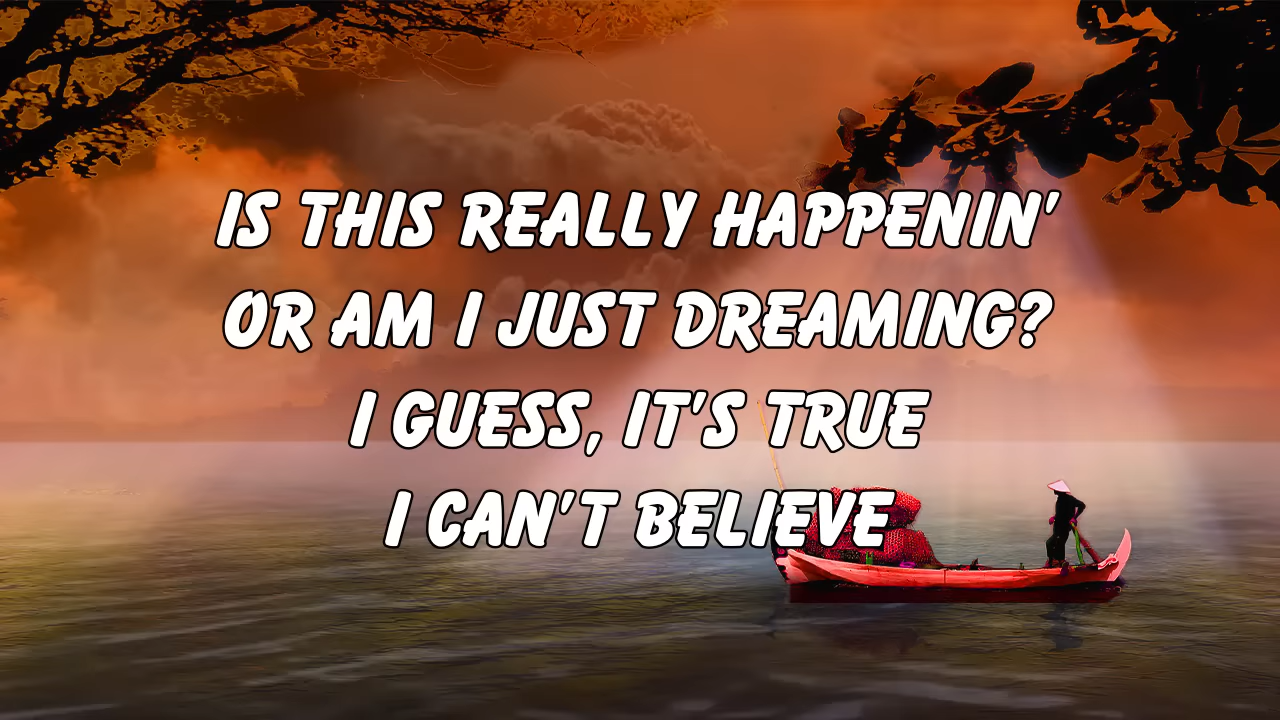 IS THIS REALLY HAPPENIN'
OR AM I JUST DREAMING?
I GUESS, IT'S TRUE
I CAN'T BELIEVE